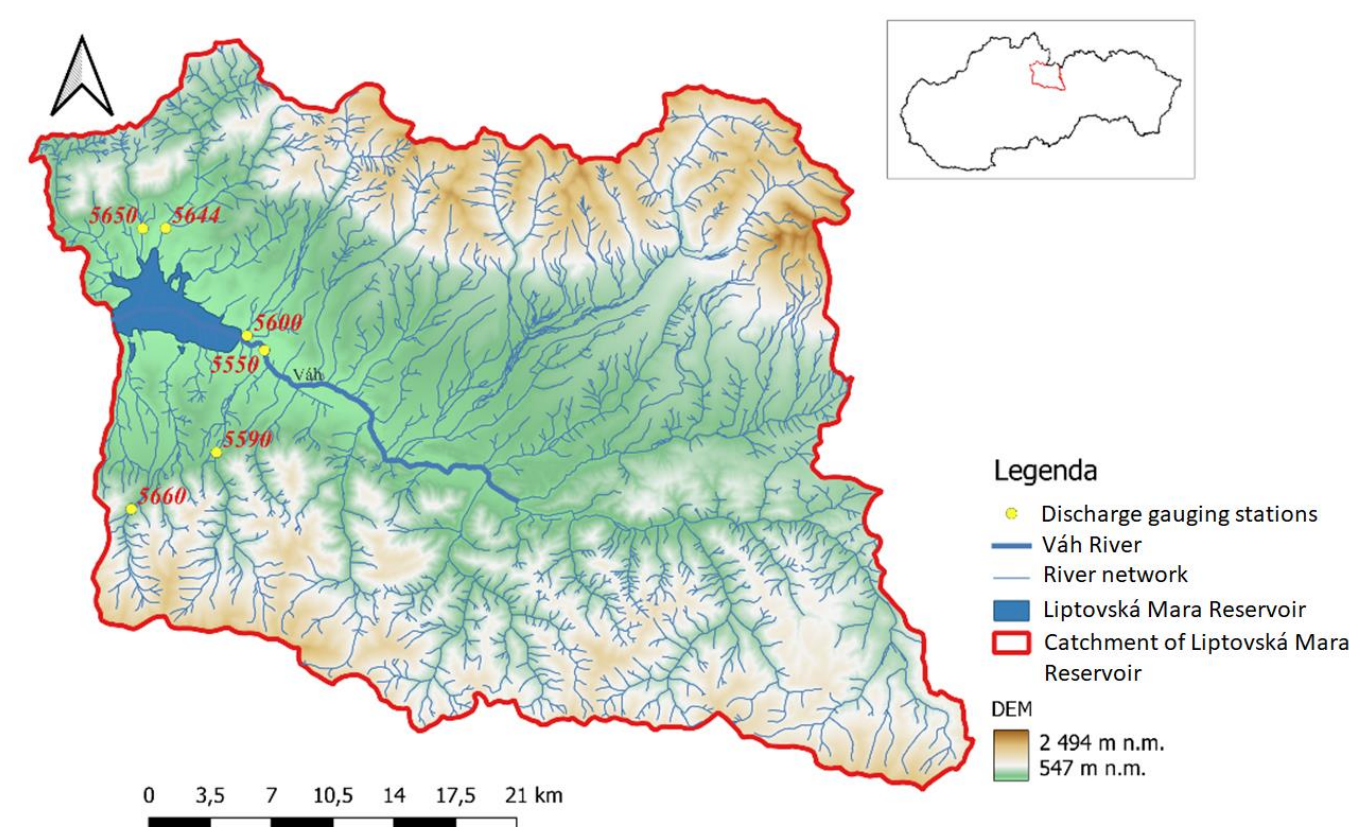 5650
5644
5600
5550
Váh
5590
5660
Legenda
Discharge gauging stations
Váh River
River network
Liptovská Mara Reservoir
Catchment of Liptovská Mara
Reservoir
DEM
2 494 m n.m.
547 m n.m.
0 3,5 7 10,5 14 17,5 21 km